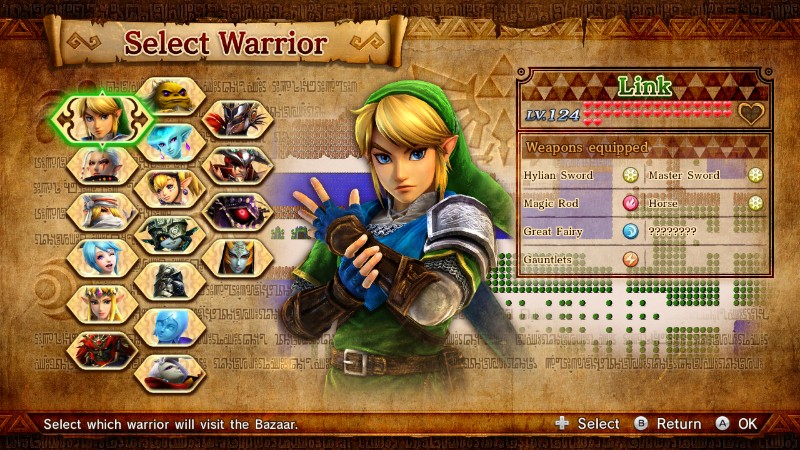 Select Warrior
Link
LV.124
Weapons equipped
Hylian Sword Master Sword
Magic Rod Horse
Great Fairy ????????
Gauntlets
Select which warrior will visit the Bazaar.
Select B Return A OK